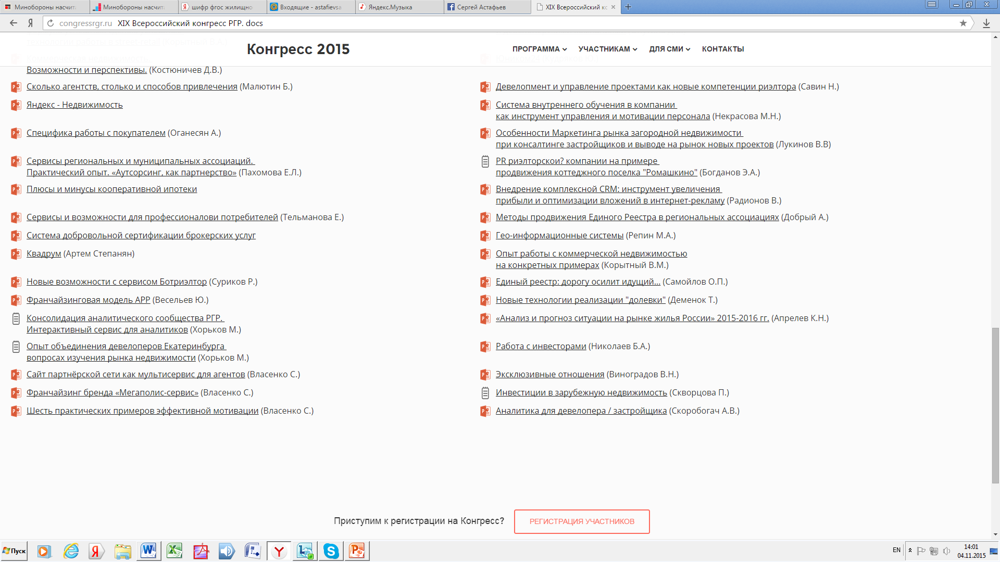 Минобороны насчита
Минобороны насчита
шифр фгос жилищно
Входящие - astafievsa
Яндекс.Музыка
Сергей Астафьев
XIX Всероссийский кс
congressrgr.ru XIX Всероссийский конгресс РГР. docs
Конгресс 2015
ПРОГРАММА
УЧАСТНИКАМ
ДЛЯ СМИ
КОНТАКТЫ
Возможности и перспективы. (Костюничев Д.В.)
Сколько агентств, столько и способов привлечения (Малютин Б.)
Девелопмент и управление проектами как новые компетенции риэлтора (Савин Н.)
Яндекс - Недвижимость
Система внутреннего обучения в компании
как инструмент управления и мотивации персонала (Некрасова М.Н.)
Специфика работы с покупателем (Оганесян А.)
Особенности Маркетинга рынка загородной недвижимости
при консалтинге застройщиков и выводе на рынок новых проектов (Лукинов В.В)
Сервисы региональных и муниципальных ассоциаций.
Практический опыт. «Аутсорсинг, как партнерство» (Пахомова Е.Л.)
PR риэлторскои? компании на примере
продвижения коттеджного поселка "Ромашкино" (Богданов Э.А.)
Плюсы и минусы кооперативной ипотеки
Внедрение комплексной CRM: инструмент увеличения
прибыли и оптимизации вложений в интернет-рекламу (Радионов В.)
Сервисы и возможности для профессионалови потребителей (Тельманова Е.)
Методы продвижения Единого Реестра в региональных ассоциациях (Добрый А.)
Система добровольной сертификации брокерских услуг
Гео-информационные системы (Репин М.А.)
Квадрум (Артем Степанян)
Опыт работы с коммерческой недвижимостью
на конкретных примерах (Корытный В.М.)
Новые возможности с сервисом Ботриэлтор (Суриков Р.)
Единый реестр: дорогу осилит идущий... (Самойлов О.П.)
Франчайзинговая модель АРР (Весельев Ю.)
Новые технологии реализации "долевки" (Деменок Т.)
Консолидация аналитического сообщества РГР.
Интерактивный сервис для аналитиков (Хорьков М.)
«Анализ и прогноз ситуации на рынке жилья России» 2015-2016 гг. (Апрелев К.Н.)
Опыт объединения девелоперов Екатеринбурга
вопросах изучения рынка недвижимости (Хорьков М.)
Работа с инвесторами (Николаев Б.А.)
Сайт партнёрской сети как мультисервис для агентов (Власенко С.)
Эксклюзивные отношения (Виноградов В.Н.)
Франчайзинг бренда «Мегаполис-сервис» (Власенко С.)
Инвестиции в зарубежную недвижимость (Скворцова П.)
Шесть практических примеров эффективной мотивации (Власенко С.)
Аналитика для девелопера / застройщика (Скоробогач А.В.)
Приступим к регистрации на Конгресс?
РЕГИСТРАЦИЯ УЧАСТНИКОВ
Пуск
EN
14:01
04.11.2015